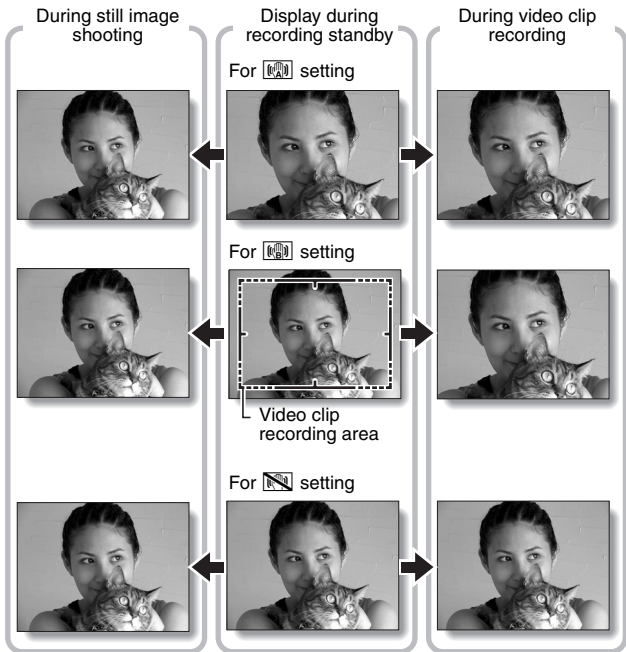 During still image
shooting
Display during
recording standby
During video clip
recording
For A setting
For B setting
Video clip
recording area
For setting